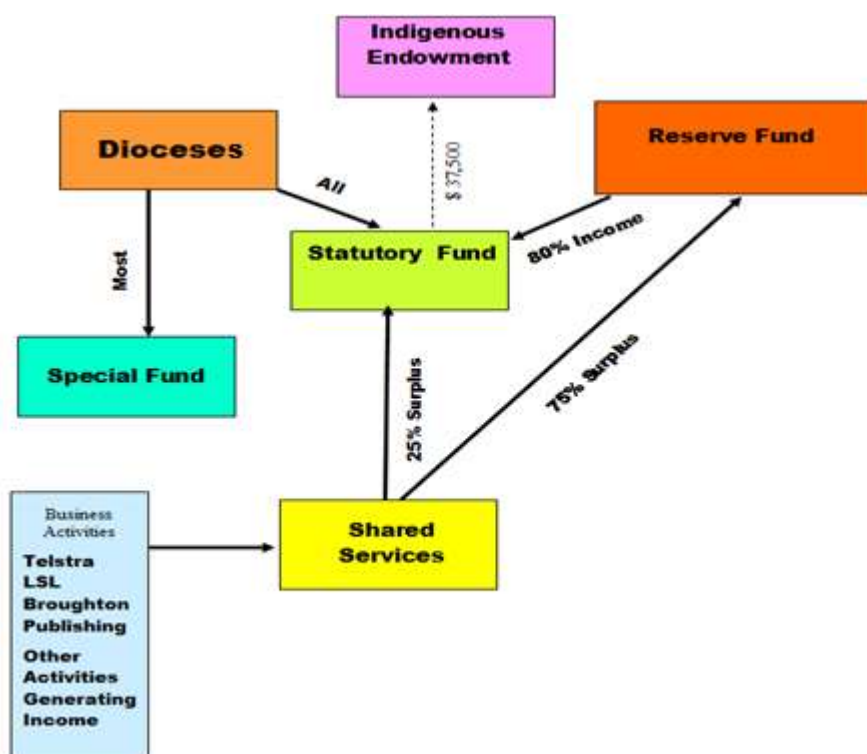 Indigenous
Endowment
Dioceses
Reserve Fund
All
$ 37,500
80% Income
Statutory Fund
Most
Special Fund
25% Surplus
75% Surplus
Business
Activities
Telstra
LSL
Broughton
Publishing
Other
Activities
Generating
Income
Shared
Services